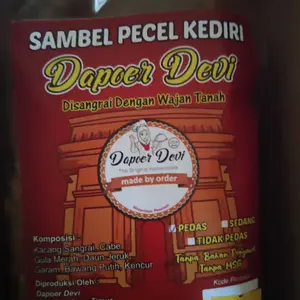 SAMBEL PECEL KEDIRI
Dapoer Devi
Disangrai Dengan Wajan Tanah
Dapoer Devi
made by order
PEDAS
SEDANG
TIDAK PEDAS
Tanpa Bahan Pengawet
Tanpa MSG
Komposisi :
Kacang Sangrai, Cabe,
Gula Merah, Daun Jeruk,
Garam, Bawang Putih, Kencur
Diproduksi Oleh:
Dapoer Devi
Kode